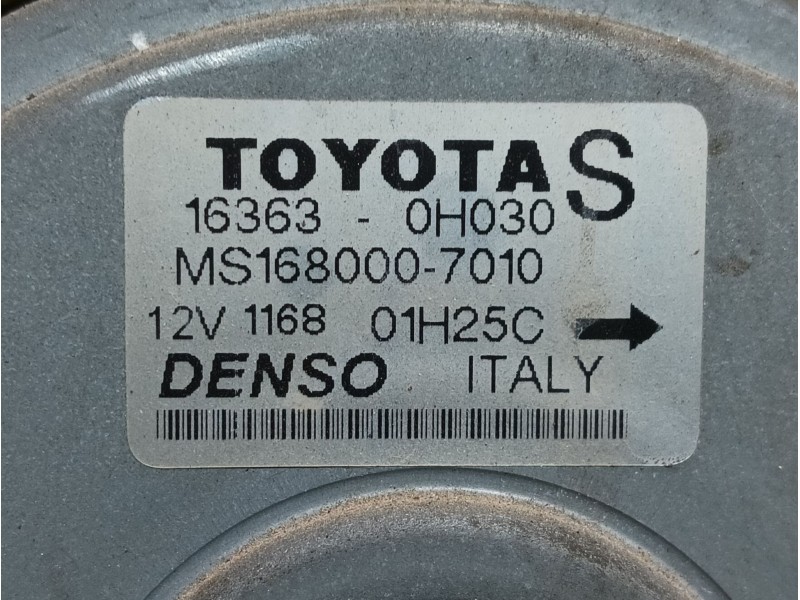 TOYOTA S
16363 - 0H030
MS168000-7010
12V 1168 01H25C
DENSO ITALY